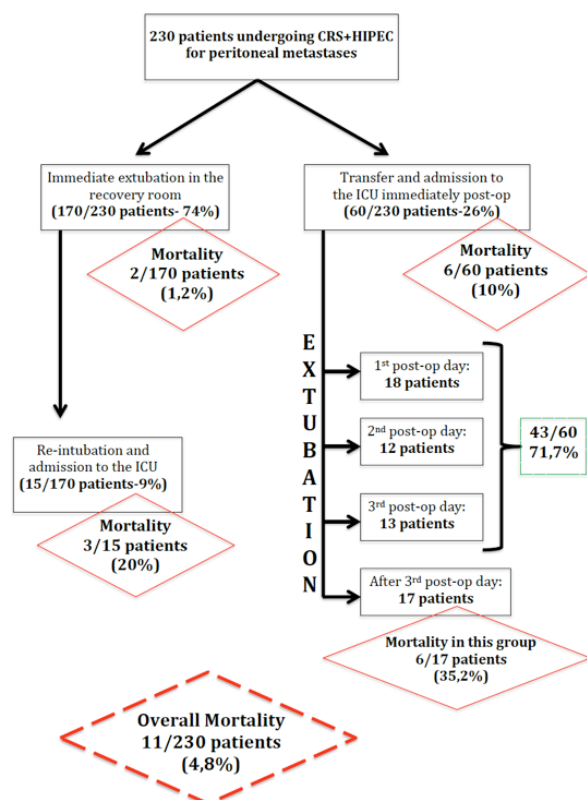 230 patients undergoing CRS+HIPEC
for peritoneal metastases
Immediate extubation in the
recovery room
(170/230 patients- 74%)
Mortality
2/170 patients
(1,2%)
Transfer and admission to
the ICU immediately post-op
(60/230 patients-26%)
Mortality
6/60 patients
(10%)
Re-intubation and
admission to the ICU
(15/170 patients-9%)
Mortality
3/15 patients
(20%)
E
X
T
U
B
A
T
I
O
N
1st post-op day:
18 patients
2nd post-op day:
12 patients
3rd post-op day:
13 patients
43/60
71,7%
After 3rd post-op day:
17 patients
Mortality in this group
6/17 patients
(35,2%)
Overall Mortality
11/230 patients
(4,8%)